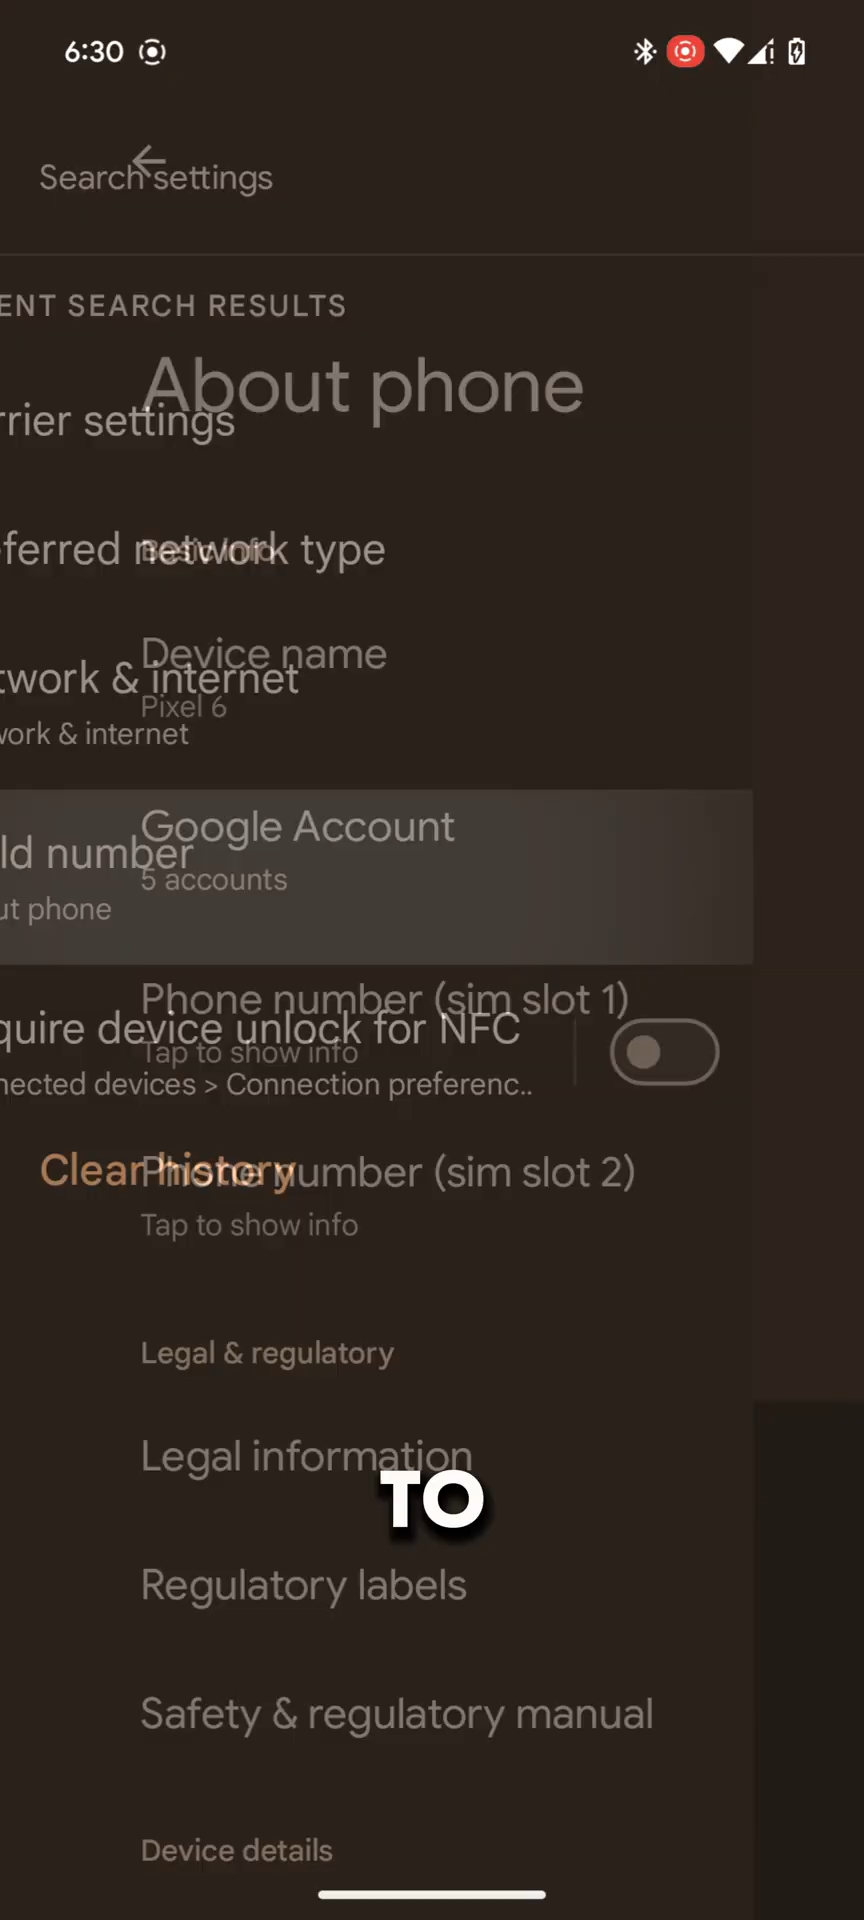 6:30
Search settings
ENT SEARCH RESULTS
About phone
rrier settings
eferred network type
Device name
twork & internet
Pixel 6
work & internet
Google Account
ld number
5 accounts
ut phone
Phone number (sim slot 1)
quire device unlock for NFC
Tap to show info
nected devices > Connection preferenc..
Clear history
Phone number (sim slot 2)
Tap to show info
Legal & regulatory
Legal information
TO
Regulatory labels
Safety & regulatory manual
Device details